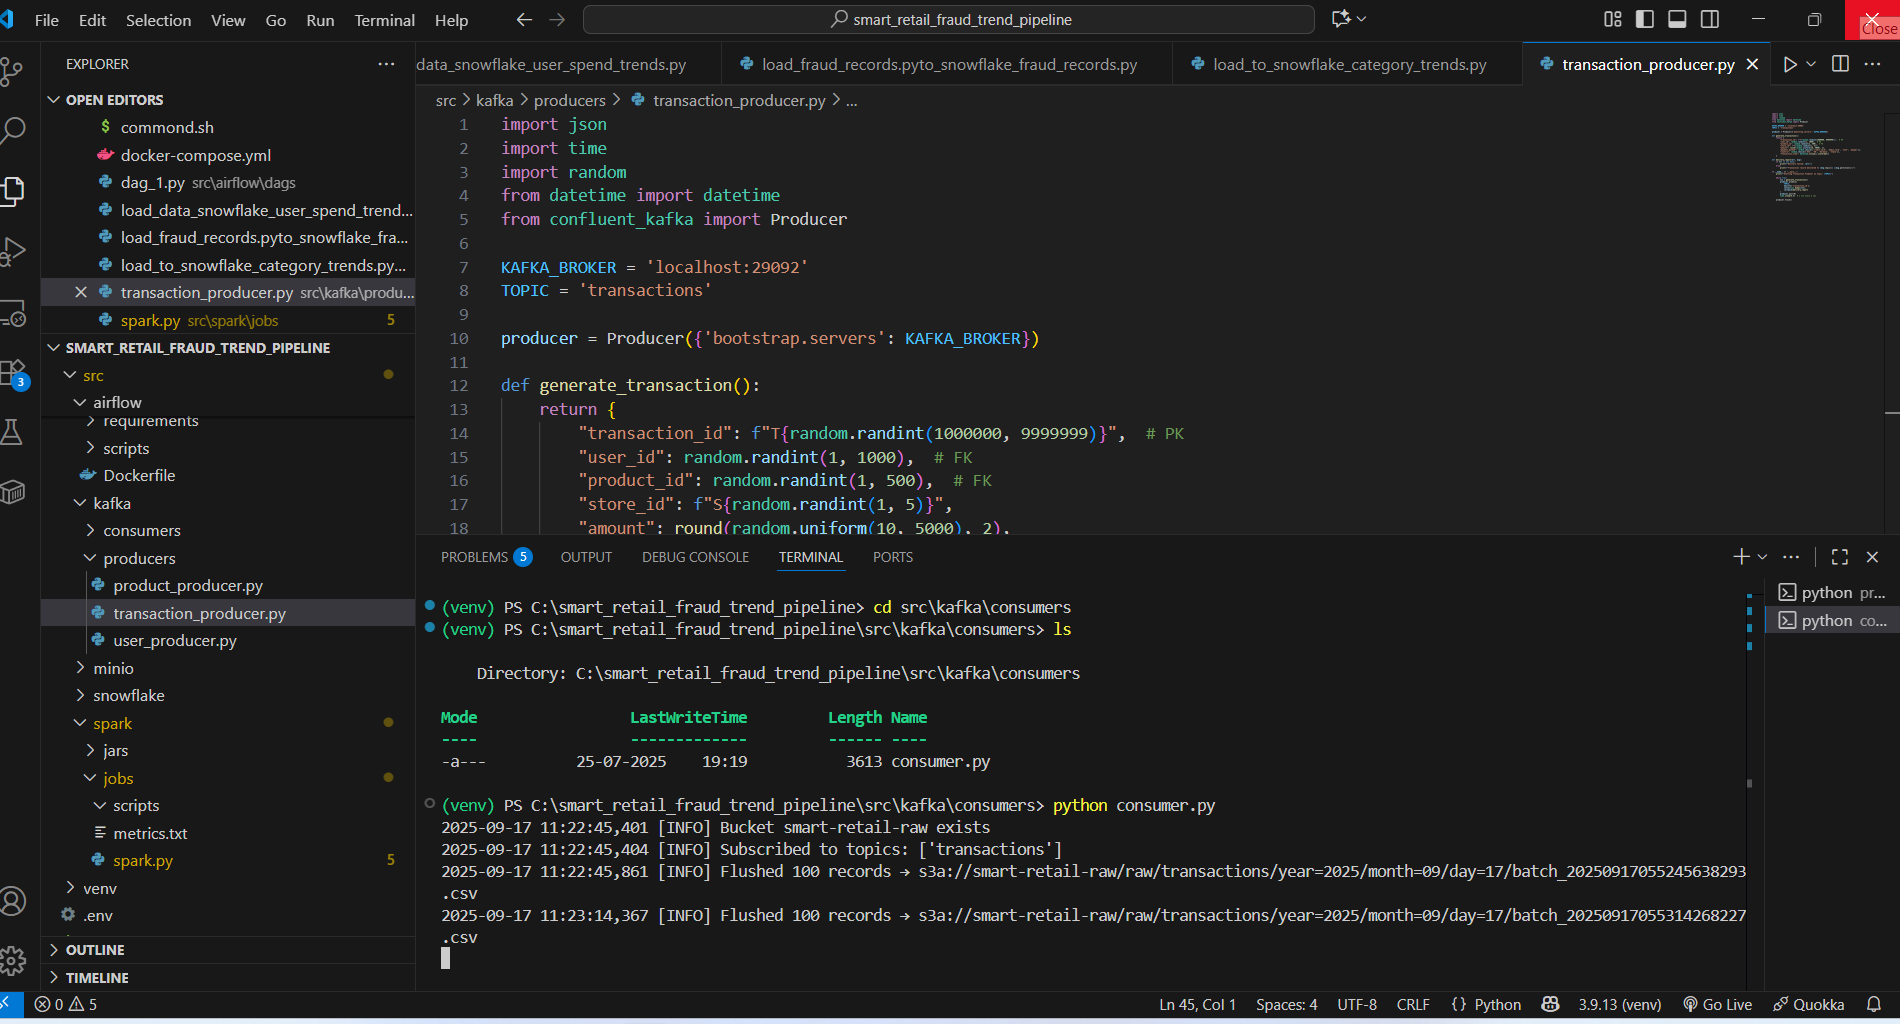 File Edit Selection View Go Run Terminal Help
smart_retail_fraud_trend_pipeline
Close
EXPLORER
OPEN EDITORS
$ commond.sh
docker-compose.yml
dag_1.py src\airflow\dags
load_data_snowflake_user_spend_trend...
load_fraud_records.pyto_snowflake_fra...
load_to_snowflake_category_trends.py...
transaction_producer.py src\kafka\produ...
spark.py src\spark\jobs 5
SMART_RETAIL_FRAUD_TREND_PIPELINE
src
airflow
requirements
scripts
Dockerfile
kafka
consumers
producers
product_producer.py
transaction_producer.py
user_producer.py
minio
snowflake
spark
jars
jobs
scripts
metrics.txt
spark.py 5
venv
.env
OUTLINE
TIMELINE
3
data_snowflake_user_spend_trends.py
load_fraud_records.pyto_snowflake_fraud_records.py
load_to_snowflake_category_trends.py
transaction_producer.py
src > kafka > producers > transaction_producer.py > ...
1 import json
2 import time
3 import random
4 from datetime import datetime
5 from confluent_kafka import Producer
6
7 KAFKA_BROKER = 'localhost:29092'
8 TOPIC = 'transactions'
9
10 producer = Producer({'bootstrap.servers': KAFKA_BROKER})
11
12 def generate_transaction():
13 return {
14 "transaction_id": f"T{random.randint(1000000, 9999999)}", # PK
15 "user_id": random.randint(1, 1000), # FK
16 "product_id": random.randint(1, 500), # FK
17 "store_id": f"S{random.randint(1, 5)}",
18 "amount": round(random.uniform(10, 5000), 2),
PROBLEMS 5 OUTPUT DEBUG CONSOLE TERMINAL PORTS
(venv) PS C:\smart_retail_fraud_trend_pipeline> cd src\kafka\consumers
(venv) PS C:\smart_retail_fraud_trend_pipeline\src\kafka\consumers> ls
Directory: C:\smart_retail_fraud_trend_pipeline\src\kafka\consumers
Mode LastWriteTime Length Name
---- ------------- ------ ----
-a--- 25-07-2025 19:19 3613 consumer.py
(venv) PS C:\smart_retail_fraud_trend_pipeline\src\kafka\consumers> python consumer.py
2025-09-17 11:22:45,401 [INFO] Bucket smart-retail-raw exists
2025-09-17 11:22:45,404 [INFO] Subscribed to topics: ['transactions']
2025-09-17 11:22:45,861 [INFO] Flushed 100 records → s3a://smart-retail-raw/raw/transactions/year=2025/month=09/day=17/batch_20250917055245638293
.csv
2025-09-17 11:23:14,367 [INFO] Flushed 100 records → s3a://smart-retail-raw/raw/transactions/year=2025/month=09/day=17/batch_20250917055314268227
.csv
python pr...
python co...
0 5
Ln 45, Col 1 Spaces: 4 UTF-8 CRLF {} Python 3.9.13 (venv) Go Live Quokka